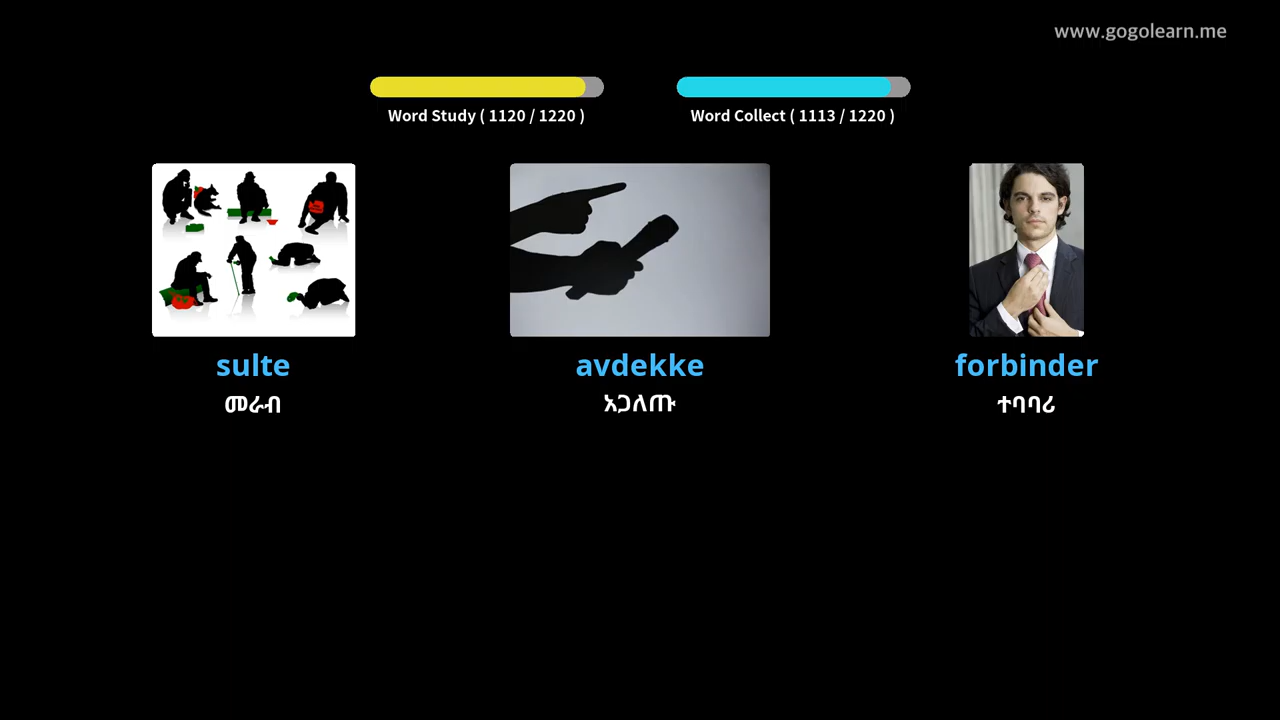 www.gogolearn.me
Word Study ( 1120 / 1220 )
Word Collect ( 1113 / 1220 )
sulte
avdekke
forbinder
መራብ
አጋለጡ
ተባባሪ